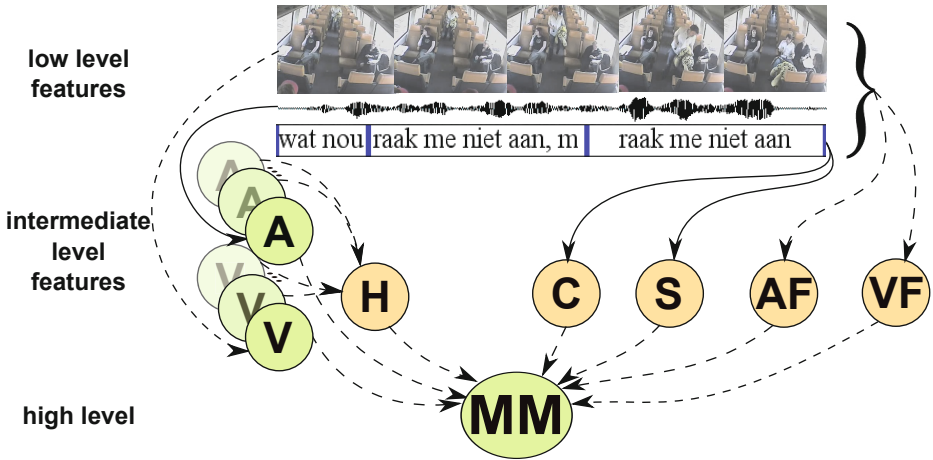 low level
features
wat nou
raak me niet aan, m
raak me niet aan
A
A
A
intermediate
level
features
V
V
V
H
C
S
AF
VF
high level
MM